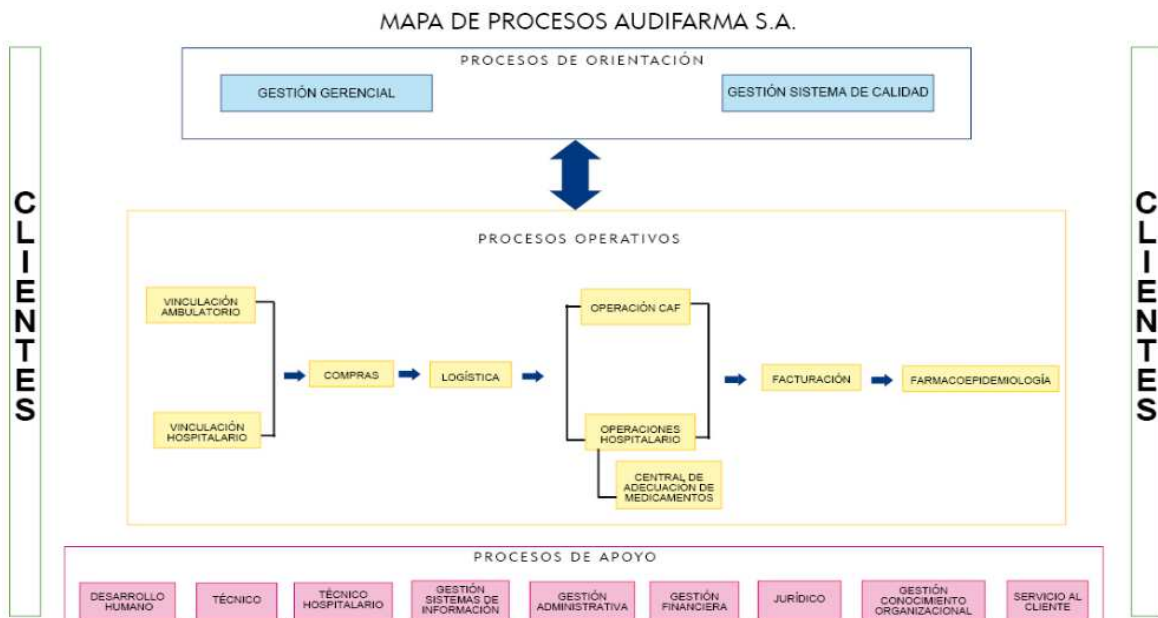 MAPA DE PROCESOS AUDIFARMA S.A.
CLIENTES
PROCESOS DE ORIENTACIÓN
GESTIÓN GERENCIAL
GESTIÓN SISTEMA DE CALIDAD
PROCESOS OPERATIVOS
VINCULACIÓN
AMBULATORIO
VINCULACIÓN
HOSPITALARIO
COMPRAS
LOGÍSTICA
OPERACIÓN CAF
OPERACIONES
HOSPITALARIO
CENTRAL DE
ADECUACIÓN DE
MEDICAMENTOS
FACTURACIÓN
FARMACOEPIDEMIOLOGÍA
PROCESOS DE APOYO
DESARROLLO
HUMANO
TÉCNICO
TÉCNICO
HOSPITALARIO
GESTIÓN
SISTEMAS DE
INFORMACIÓN
GESTIÓN
ADMINISTRATIVA
GESTIÓN
FINANCIERA
JURÍDICO
GESTIÓN
CONOCIMIENTO
ORGANIZACIONAL
SERVICIO AL
CLIENTE
CLIENTES